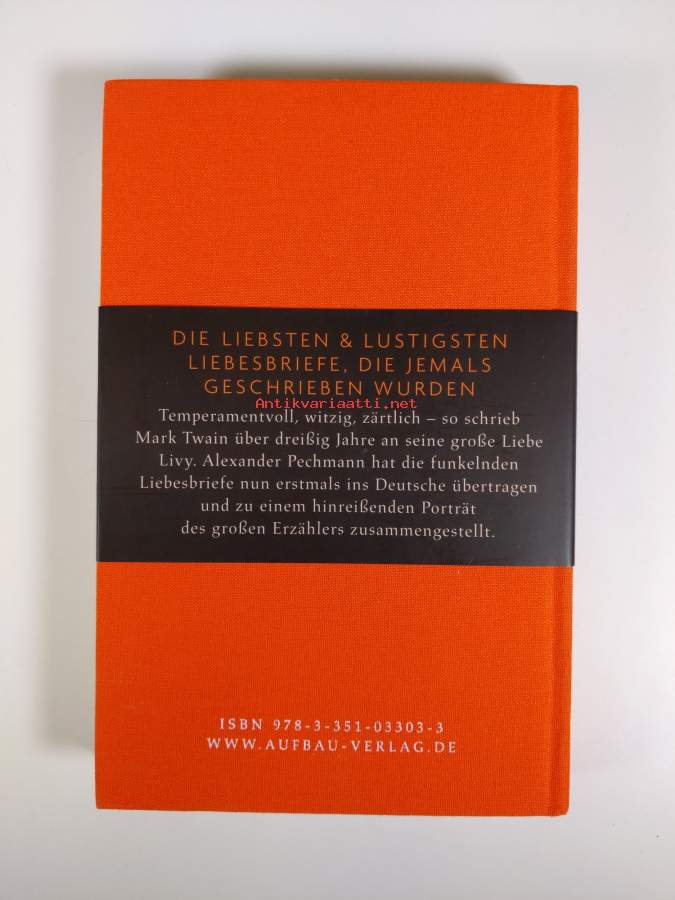 DIE LIEBSTEN & LUSTIGSTEN
LIEBESBRIEFE, DIE JEMALS
GESCHRIEBEN WURDEN
Antikvariaatti.net
Temperamentvoll, witzig, zärtlich – so schrieb
Mark Twain über dreißig Jahre an seine große Liebe
Livy. Alexander Pechmann hat die funkelnden
Liebesbriefe nun erstmals ins Deutsche übertragen
und zu einem hinreißenden Porträt
des großen Erzählers zusammengestellt.
ISBN 978-3-351-03303-3
WWW.AUFBAU-VERLAG.DE